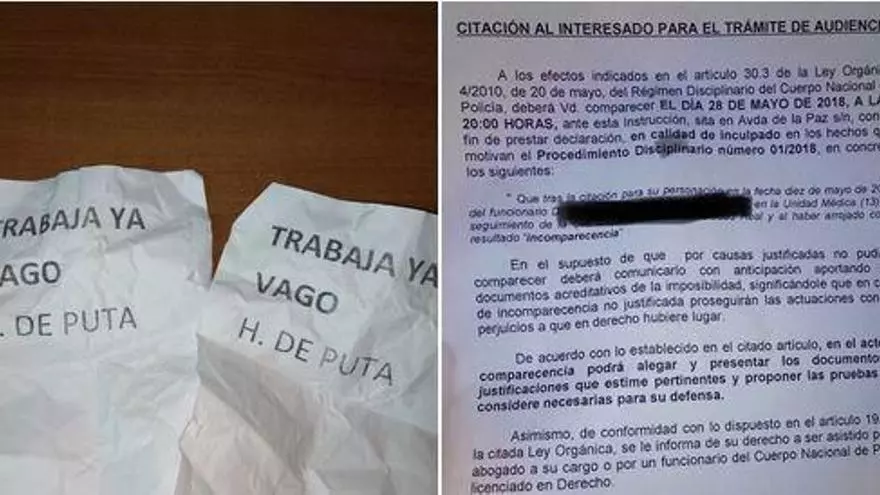 TRABAJA YA
VAGO
. DE PUTA
TRABAJA YA
VAGO
H. DE PUTA
CITACIÓN AL INTERESADO PARA EL TRÁMITE DE AUDIENC
A los efectos indicados en el articulo 30.3 de la Ley Orgánic
4/2010, de 20 de mayo, del Régimen Disciplinario del Cuerpo Nacional
Policía, deberá Vd. comparecer EL DÍA 28 DE MAYO DE 2018, A LA
20:00 HORAS, ante esta Instrucción, sita en Avda de la Paz s/n, con
fin de prestar declaración, en calidad de inculpado en los hechos q
motivan el Procedimiento Disciplinario número 01/2018, en concre
los siguientes:
" Que tras la citación para su personación en la fecha diez de mayo de 20
del funcionario en la Unidad Médica (13)
seguimiento de la Real y al haber arrojado co
resultado "Incomparecencia"
En el supuesto de que por causas justificadas no pudi
comparecer deberá comunicarlo con anticipación aportando
documentos acreditativos de la imposibilidad, significándole que en c
de incomparecencia no justificada proseguirán las actuaciones con
perjuicios a que en derecho hubiere lugar.
De acuerdo con lo establecido en el citado artículo, en el acto
comparecencia podrá alegar y presentar los documento
justificaciones que estime pertinentes y proponer las pruebas
considere necesarias para su defensa.
Asimismo, de conformidad con lo dispuesto en el artículo 19.
la citada Ley Orgánica, se le informa de su derecho a ser asistido p
abogado a su cargo o por un funcionario del Cuerpo Nacional de P
licenciado en Derecho.